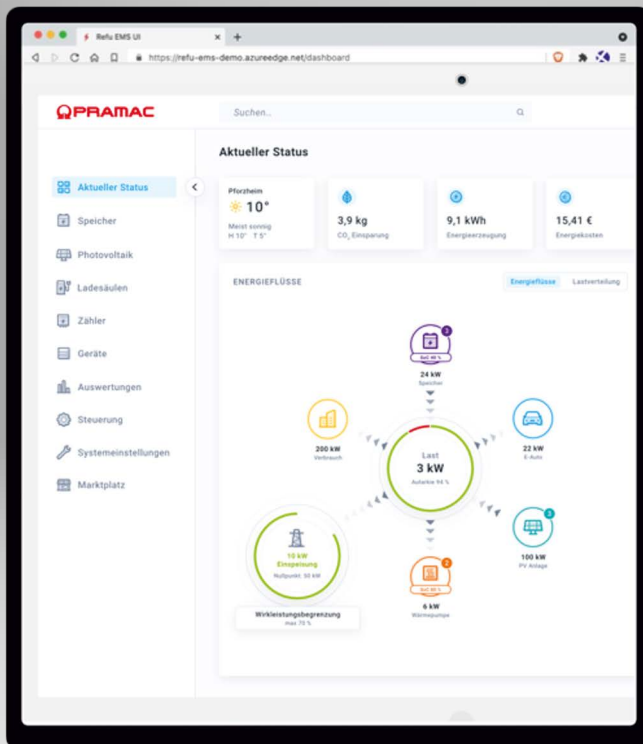 Refu EMS UI
https://refu-ems-demo.azureedge.net/dashboard
PRAMAC
Suchen...
Aktueller Status
Aktueller Status
Speicher
Photovoltaik
Ladesäulen
Zähler
Geräte
Auswertungen
Steuerung
Systemeinstellungen
Marktplatz
Pforzheim
10°
Meist sonnig
H 10° T 5°
3,9 kg
CO₂ Einsparung
9,1 kWh
Energieerzeugung
15,41 €
Energiekosten
ENERGIEFLÜSSE
Energieflüsse
Lastverteilung
24 kW
Speicher
200 kW
Verbrauch
Last
3 kW
Autarkie 94 %
22 kW
E-Auto
10 kW
Einspeisung
Nullpunkt: 50 kW
Wirkleistungsbegrenzung
max 70 %
3
100 kW
PV Anlage
2
6 kW
Wärmepumpe